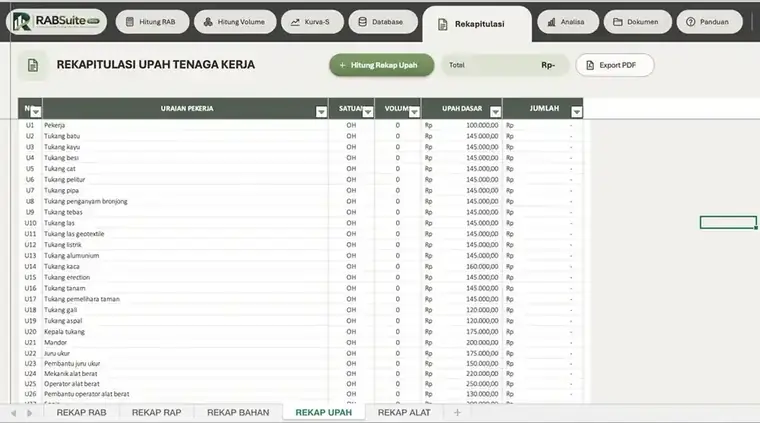 RABSuite
Hitung RAB
Hitung Volume
Kurva-S
Database
Rekapitulasi
Analisa
Dokumen
Panduan
REKAPITULASI UPAH TENAGA KERJA
+ Hitung Rekap Upah
Total Rp-
Export PDF
URAIAN PEKERJA UPAH DASAR JUMLAH
U1 Pekerja OH 0 Rp 100.000,00 Rp -
U2 Tukang batu OH 0 Rp 145.000,00 Rp -
U3 Tukang kayu OH 0 Rp 145.000,00 Rp -
U4 Tukang besi OH 0 Rp 145.000,00 Rp -
U5 Tukang cat OH 0 Rp 145.000,00 Rp -
U6 Tukang pelitur OH 0 Rp 145.000,00 Rp -
U7 Tukang pipa OH 0 Rp 145.000,00 Rp -
U8 Tukang penganyam bronjong OH 0 Rp 145.000,00 Rp -
U9 Tukang tebas OH 0 Rp 145.000,00 Rp -
U10 Tukang las OH 0 Rp 145.000,00 Rp -
U11 Tukang las geotextile OH 0 Rp 145.000,00 Rp -
U12 Tukang listrik OH 0 Rp 145.000,00 Rp -
U13 Tukang alumunium OH 0 Rp 145.000,00 Rp -
U14 Tukang kaca OH 0 Rp 160.000,00 Rp -
U15 Tukang erection OH 0 Rp 145.000,00 Rp -
U16 Tukang tanam OH 0 Rp 145.000,00 Rp -
U17 Tukang pemelihara taman OH 0 Rp 145.000,00 Rp -
U18 Tukang gali OH 0 Rp 120.000,00 Rp -
U19 Tukang aspal OH 0 Rp 120.000,00 Rp -
U20 Kepala tukang OH 0 Rp 175.000,00 Rp -
U21 Mandor OH 0 Rp 200.000,00 Rp -
U22 Juru ukur OH 0 Rp 175.000,00 Rp -
U23 Pembantu juru ukur OH 0 Rp 150.000,00 Rp -
U24 Mekanik alat berat OH 0 Rp 220.000,00 Rp -
U25 Operator alat berat OH 0 Rp 250.000,00 Rp -
U26 Pembantu operator alat berat OH 0 Rp 130.000,00 Rp -
REKAP RAB REKAP RAP REKAP BAHAN REKAP UPAH REKAP ALAT +